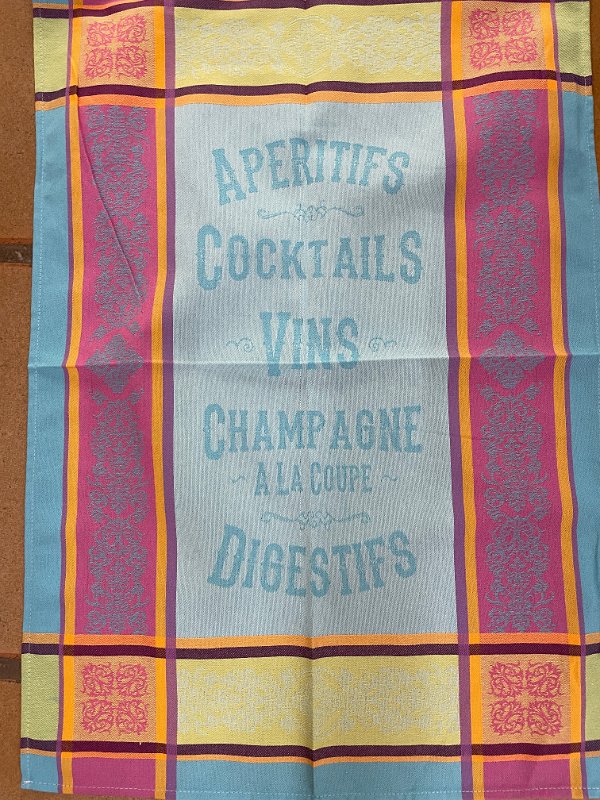 APERITIFS
COCKTAILS
VINS
CHAMPAGNE
A LA COUPE
DIGESTIFS